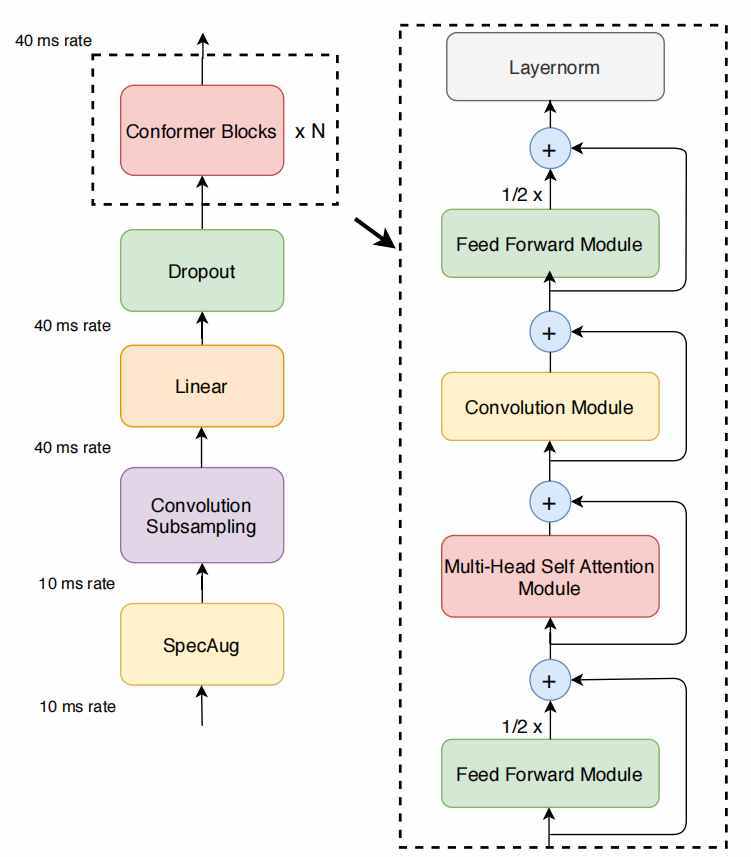 40 ms rate
Conformer Blocks
x N
Dropout
40 ms rate
Linear
40 ms rate
Convolution
Subsampling
10 ms rate
SpecAug
10 ms rate
Layernorm
+
1/2 x
Feed Forward Module
+
Convolution Module
+
Multi-Head Self Attention
Module
+
1/2 x
Feed Forward Module